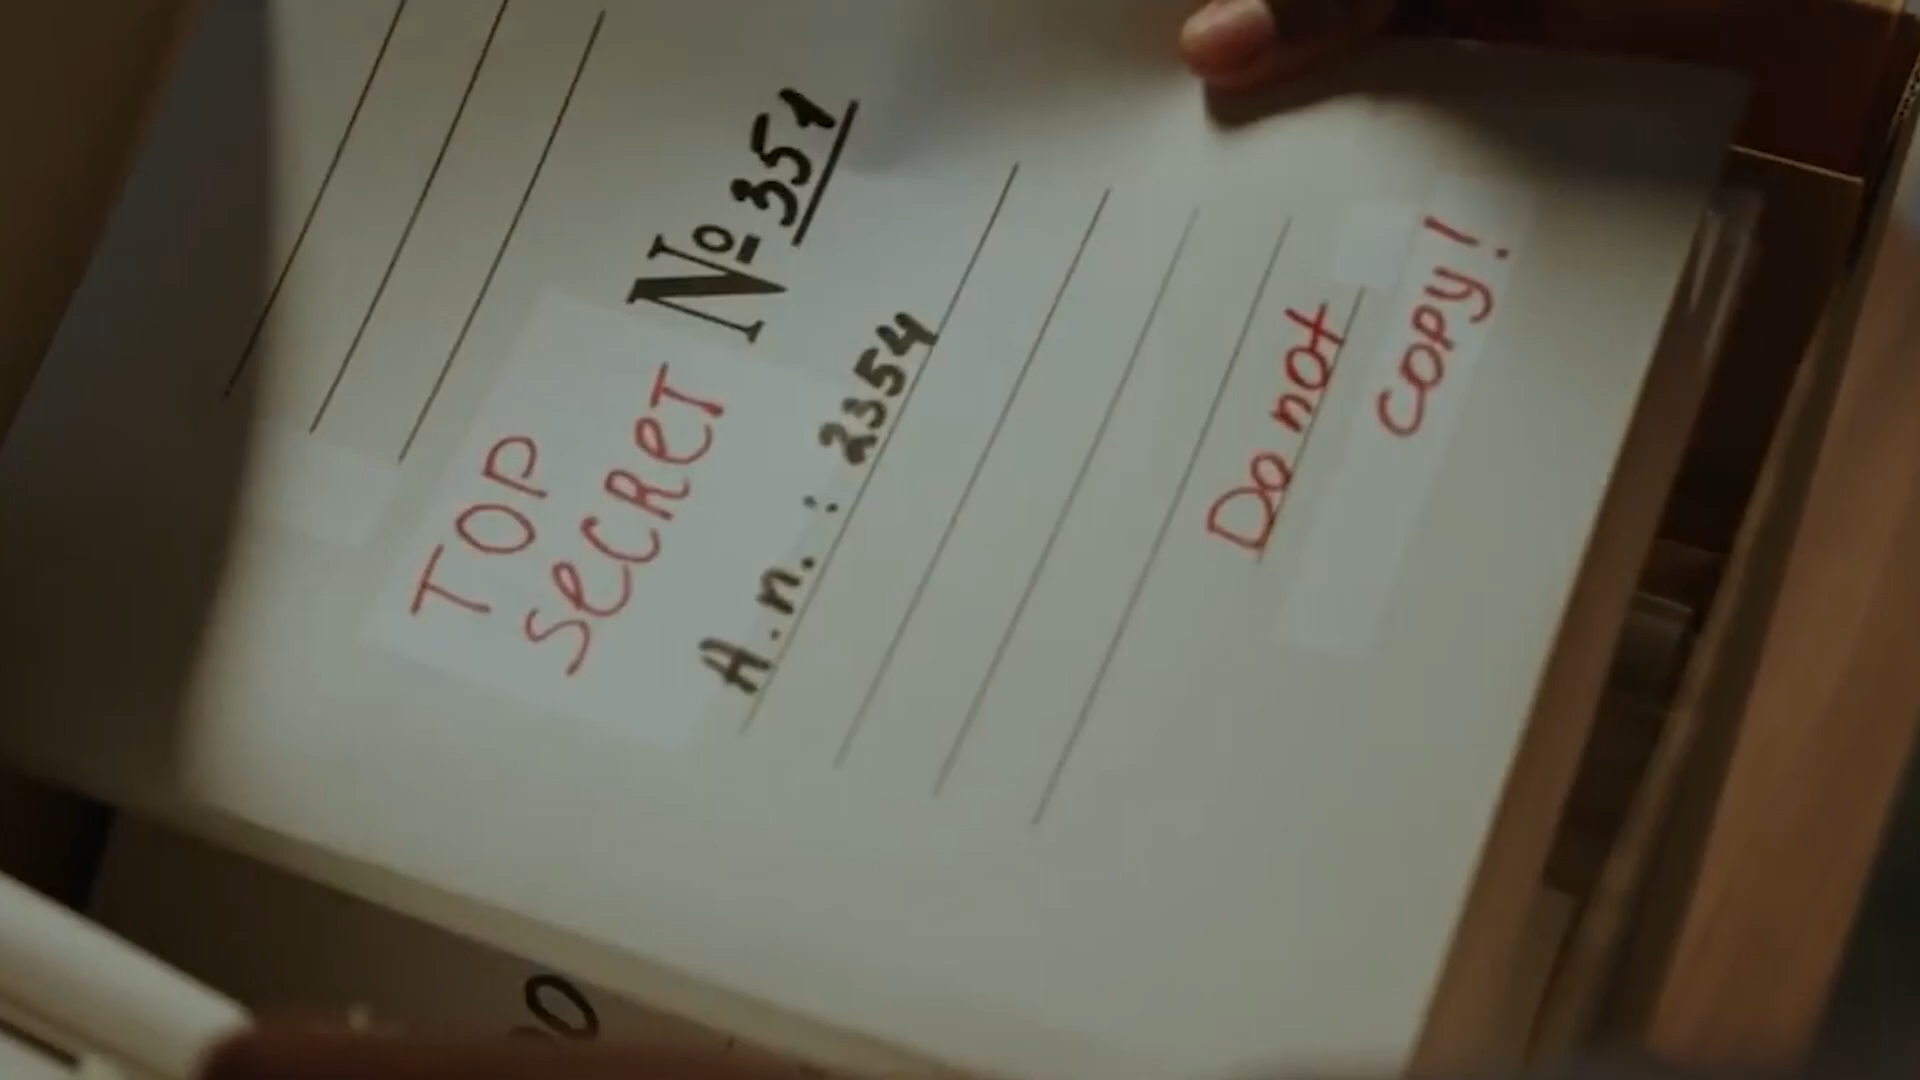 № 351
TOP
SECRET
A.n. : 2354
Do not
copy!